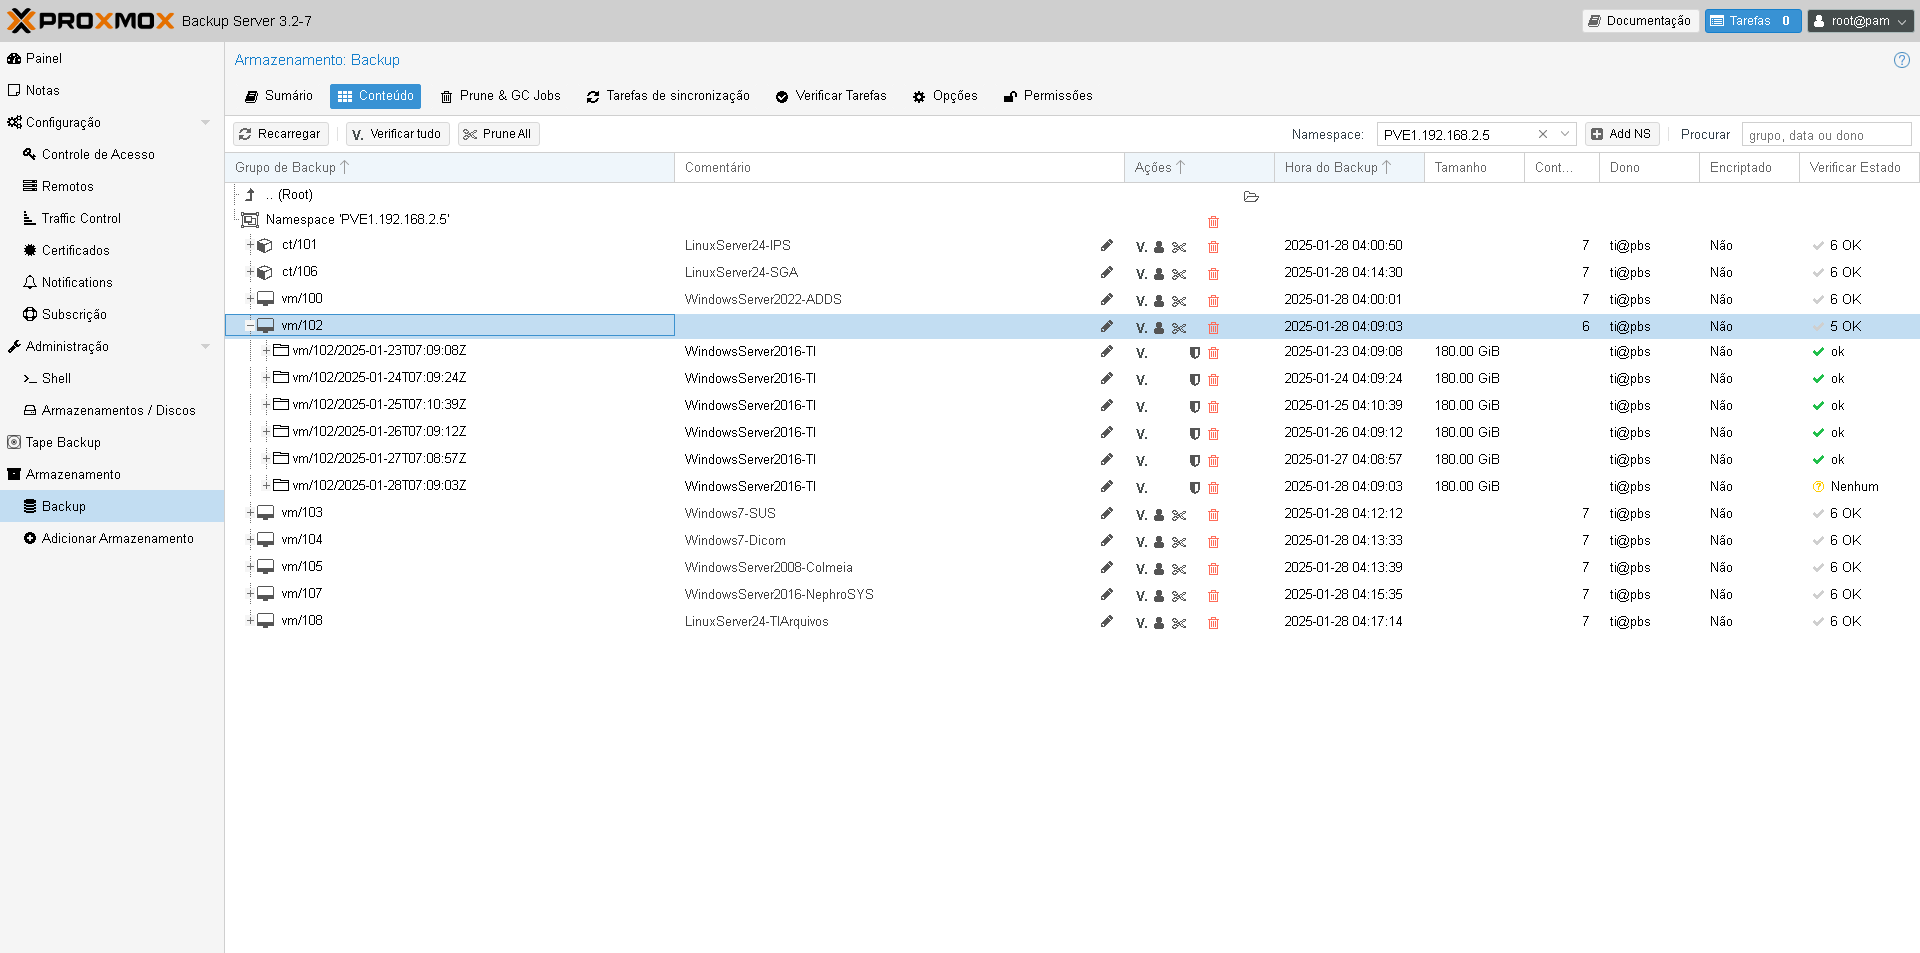 PROXMOX Backup Server 3.2-7
Documentação
Tarefas 0
root@pam
Painel
Notas
Configuração
Controle de Acesso
Remotos
Traffic Control
Certificados
Notifications
Subscrição
Administração
Shell
Armazenamentos / Discos
Tape Backup
Armazenamento
Backup
Adicionar Armazenamento
Armazenamento: Backup
Sumário Conteúdo Prune & GC Jobs Tarefas de sincronização Verificar Tarefas Opções Permissões
Recarregar V. Verificar tudo Prune All Namespace: PVE1.192.168.2.5 Add NS Procurar grupo, data ou dono
Grupo de Backup Comentário Ações Hora do Backup Tamanho Cont... Dono Encriptado Verificar Estado
.. (Root)
Namespace 'PVE1.192.168.2.5'
ct/101 LinuxServer24-IPS V. 2025-01-28 04:00:50 7 ti@pbs Não 6 OK
ct/106 LinuxServer24-SGA V. 2025-01-28 04:14:30 7 ti@pbs Não 6 OK
vm/100 WindowsServer2022-ADDS V. 2025-01-28 04:00:01 7 ti@pbs Não 6 OK
vm/102 V. 2025-01-28 04:09:03 6 ti@pbs Não 5 OK
vm/102/2025-01-23T07:09:08Z WindowsServer2016-TI V. 2025-01-23 04:09:08 180.00 GiB ti@pbs Não ok
vm/102/2025-01-24T07:09:24Z WindowsServer2016-TI V. 2025-01-24 04:09:24 180.00 GiB ti@pbs Não ok
vm/102/2025-01-25T07:10:39Z WindowsServer2016-TI V. 2025-01-25 04:10:39 180.00 GiB ti@pbs Não ok
vm/102/2025-01-26T07:09:12Z WindowsServer2016-TI V. 2025-01-26 04:09:12 180.00 GiB ti@pbs Não ok
vm/102/2025-01-27T07:08:57Z WindowsServer2016-TI V. 2025-01-27 04:08:57 180.00 GiB ti@pbs Não ok
vm/102/2025-01-28T07:09:03Z WindowsServer2016-TI V. 2025-01-28 04:09:03 180.00 GiB ti@pbs Não Nenhum
vm/103 Windows7-SUS V. 2025-01-28 04:12:12 7 ti@pbs Não 6 OK
vm/104 Windows7-Dicom V. 2025-01-28 04:13:33 7 ti@pbs Não 6 OK
vm/105 WindowsServer2008-Colmeia V. 2025-01-28 04:13:39 7 ti@pbs Não 6 OK
vm/107 WindowsServer2016-NephroSYS V. 2025-01-28 04:15:35 7 ti@pbs Não 6 OK
vm/108 LinuxServer24-TIArquivos V. 2025-01-28 04:17:14 7 ti@pbs Não 6 OK